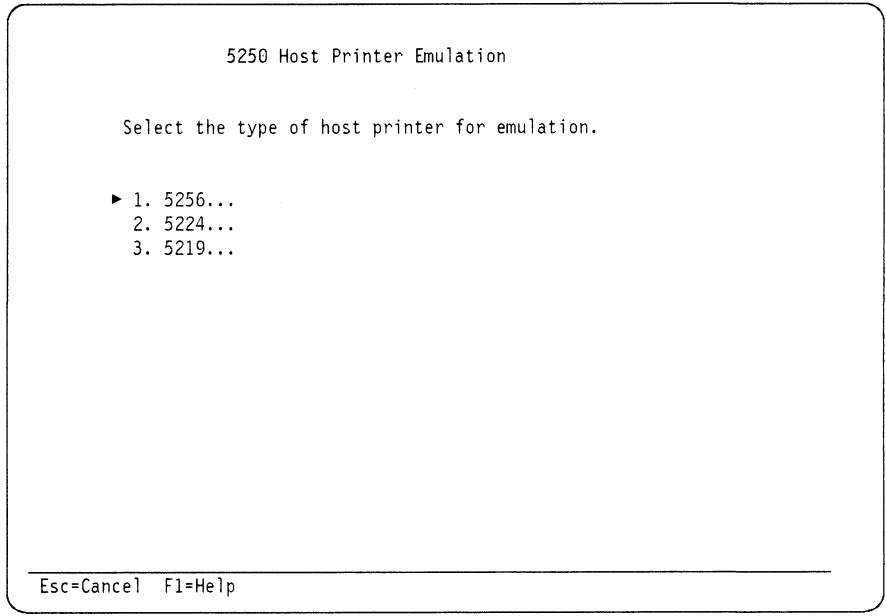 5250 Host Printer Emulation
Select the type of host printer for emulation.
► 1. 5256...
2. 5224...
3. 5219...
Esc=Cancel F1=Help